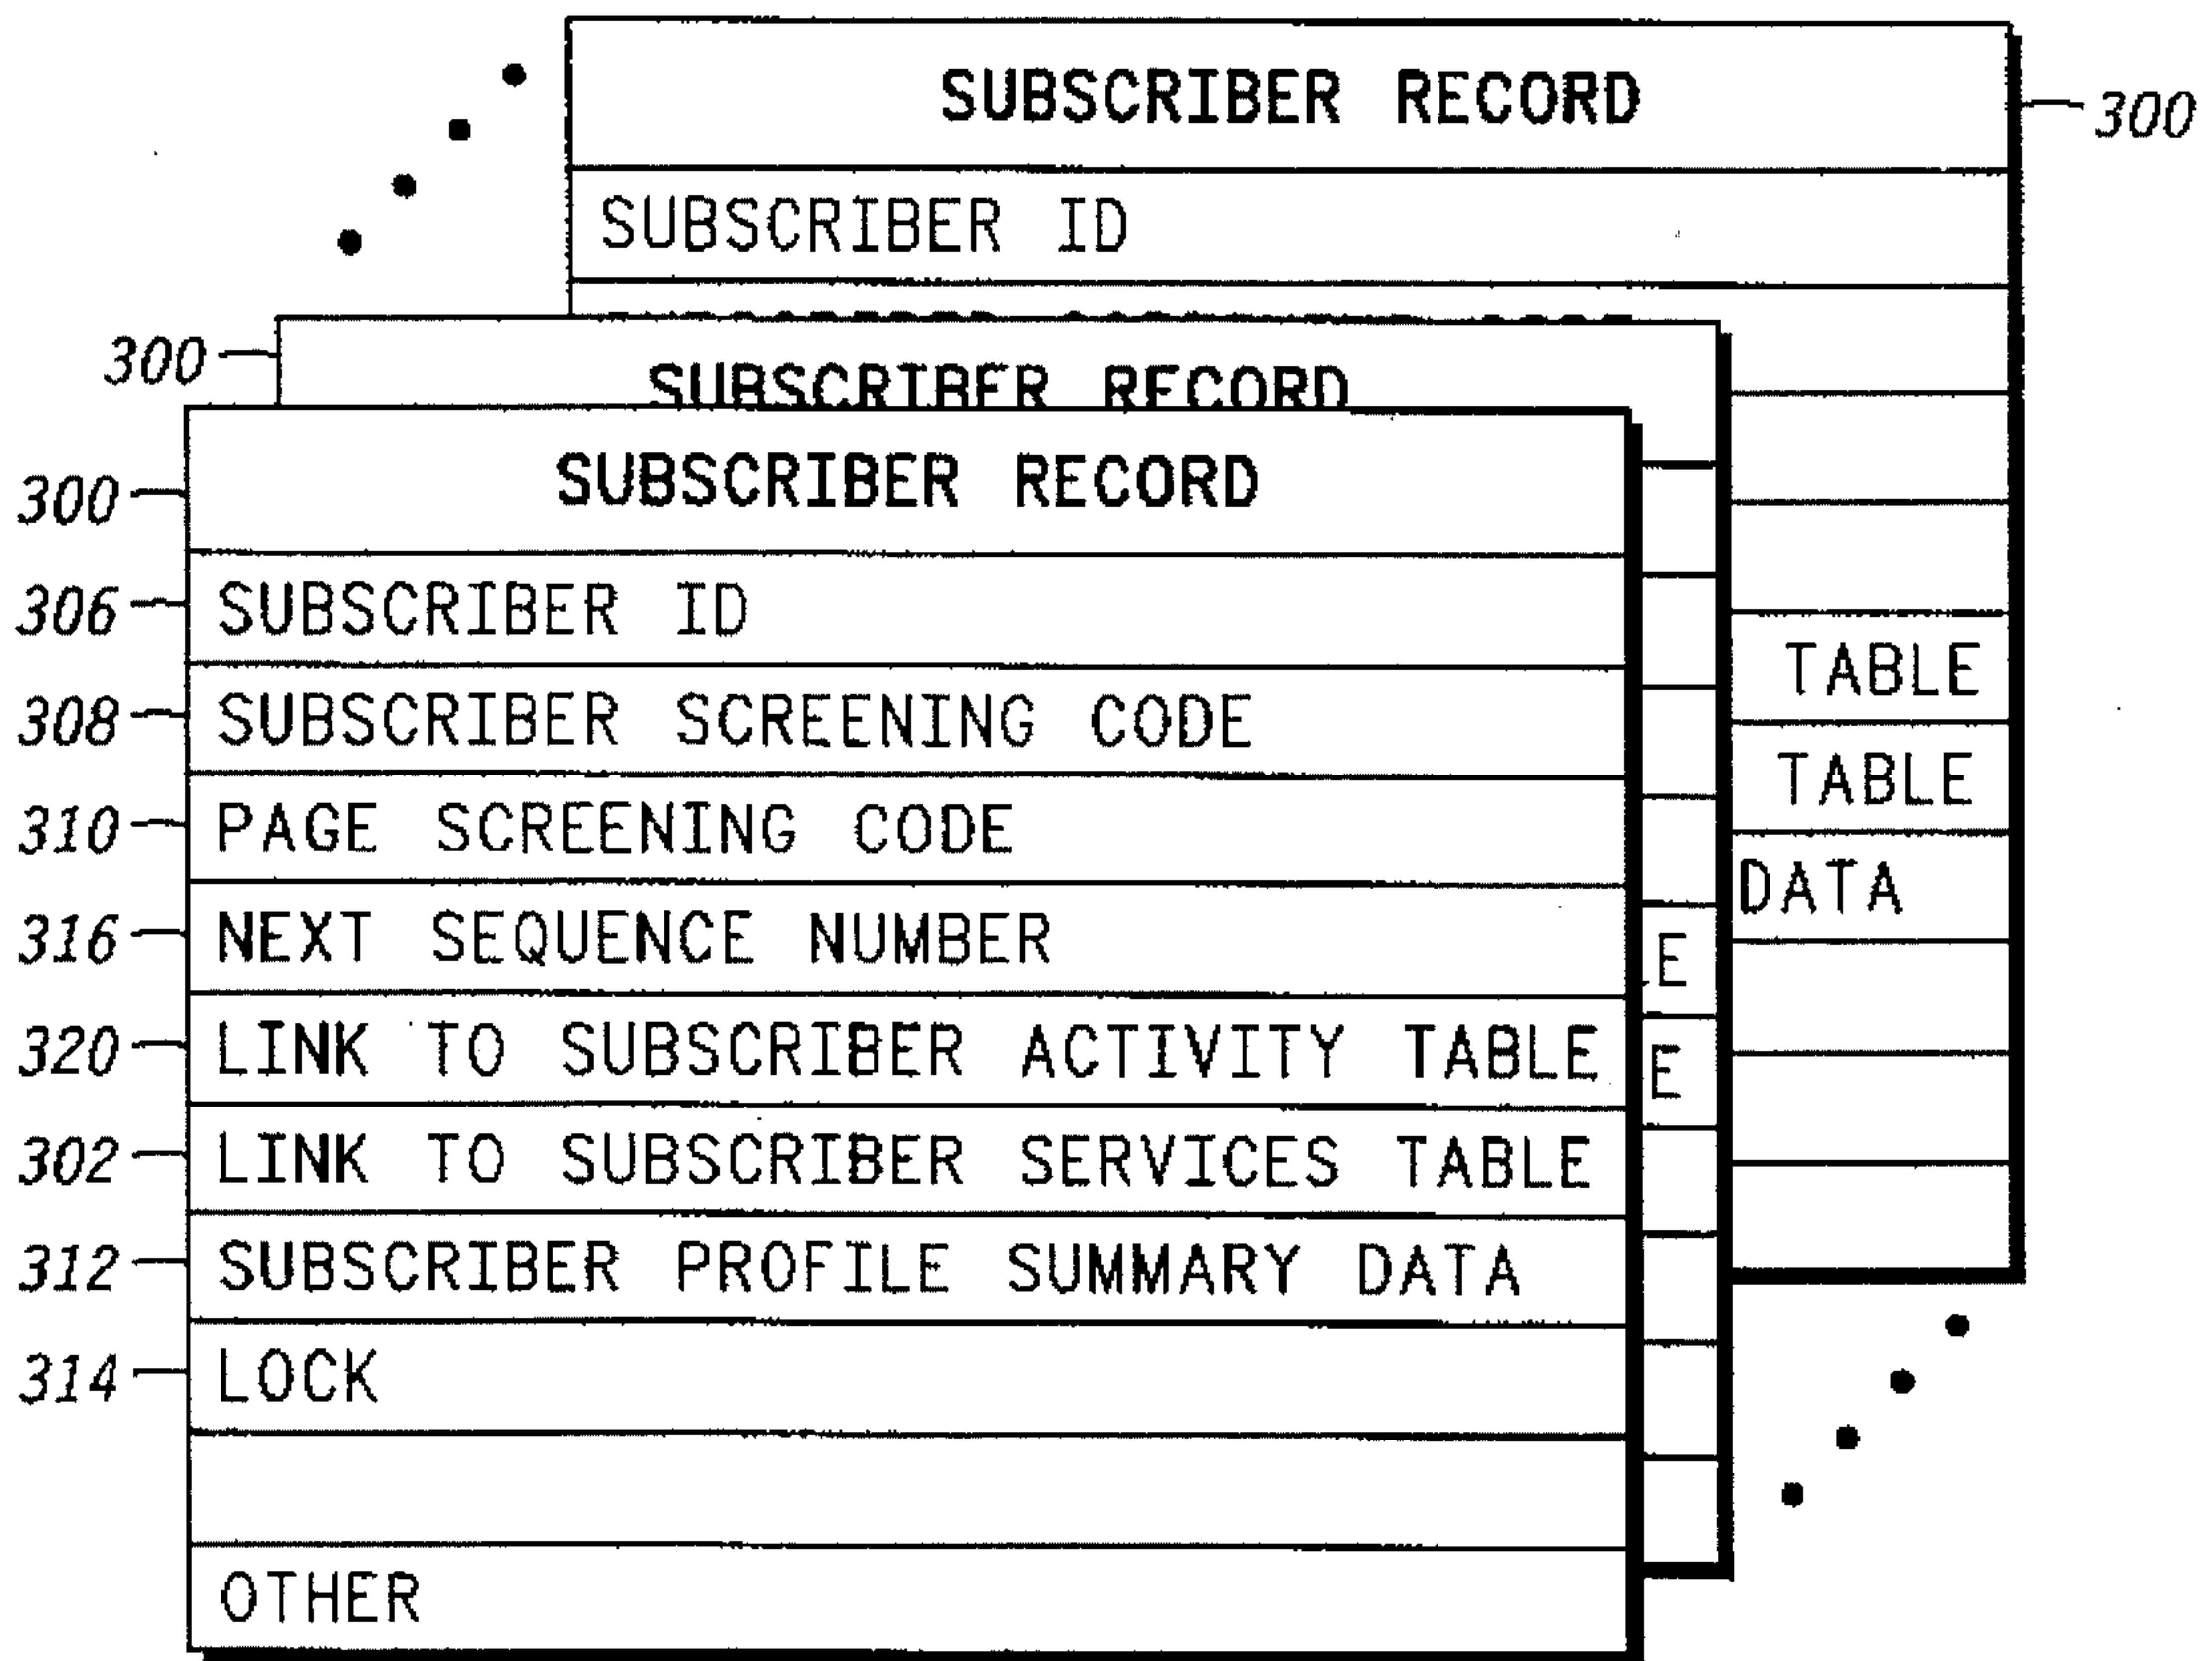 SUBSCRIBER RECORD 300
SUBSCRIBER ID
300 SUBSCRIBER RECORD
300 SUBSCRIBER RECORD
306 SUBSCRIBER ID
308 SUBSCRIBER SCREENING CODE
TABLE
310 PAGE SCREENING CODE
TABLE
316 NEXT SEQUENCE NUMBER
E
DATA
320 LINK TO SUBSCRIBER ACTIVITY TABLE
E
302 LINK TO SUBSCRIBER SERVICES TABLE
312 SUBSCRIBER PROFILE SUMMARY DATA
314 LOCK
OTHER